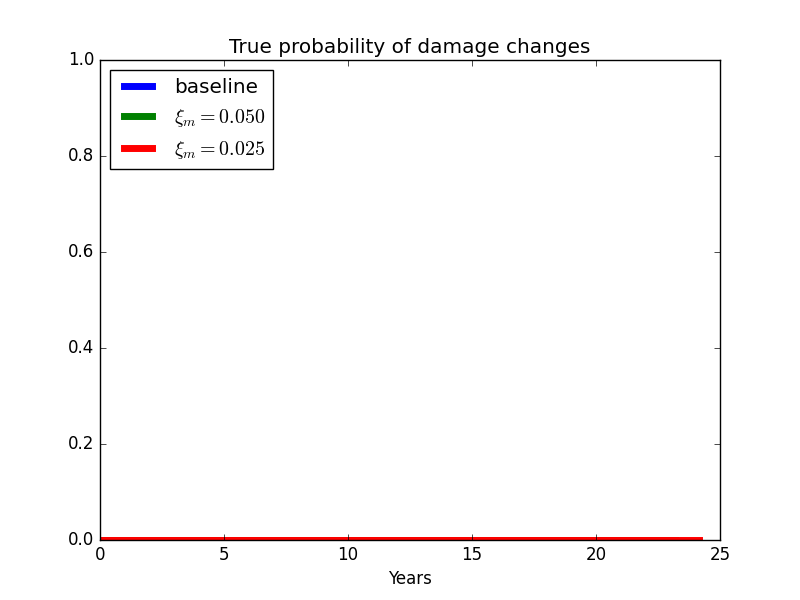 True probability of damage changes
1.0
0.8
0.6
0.4
0.2
0.0
baseline
ξₘ = 0.050
ξₘ = 0.025
0 5 10 15 20 25
Years